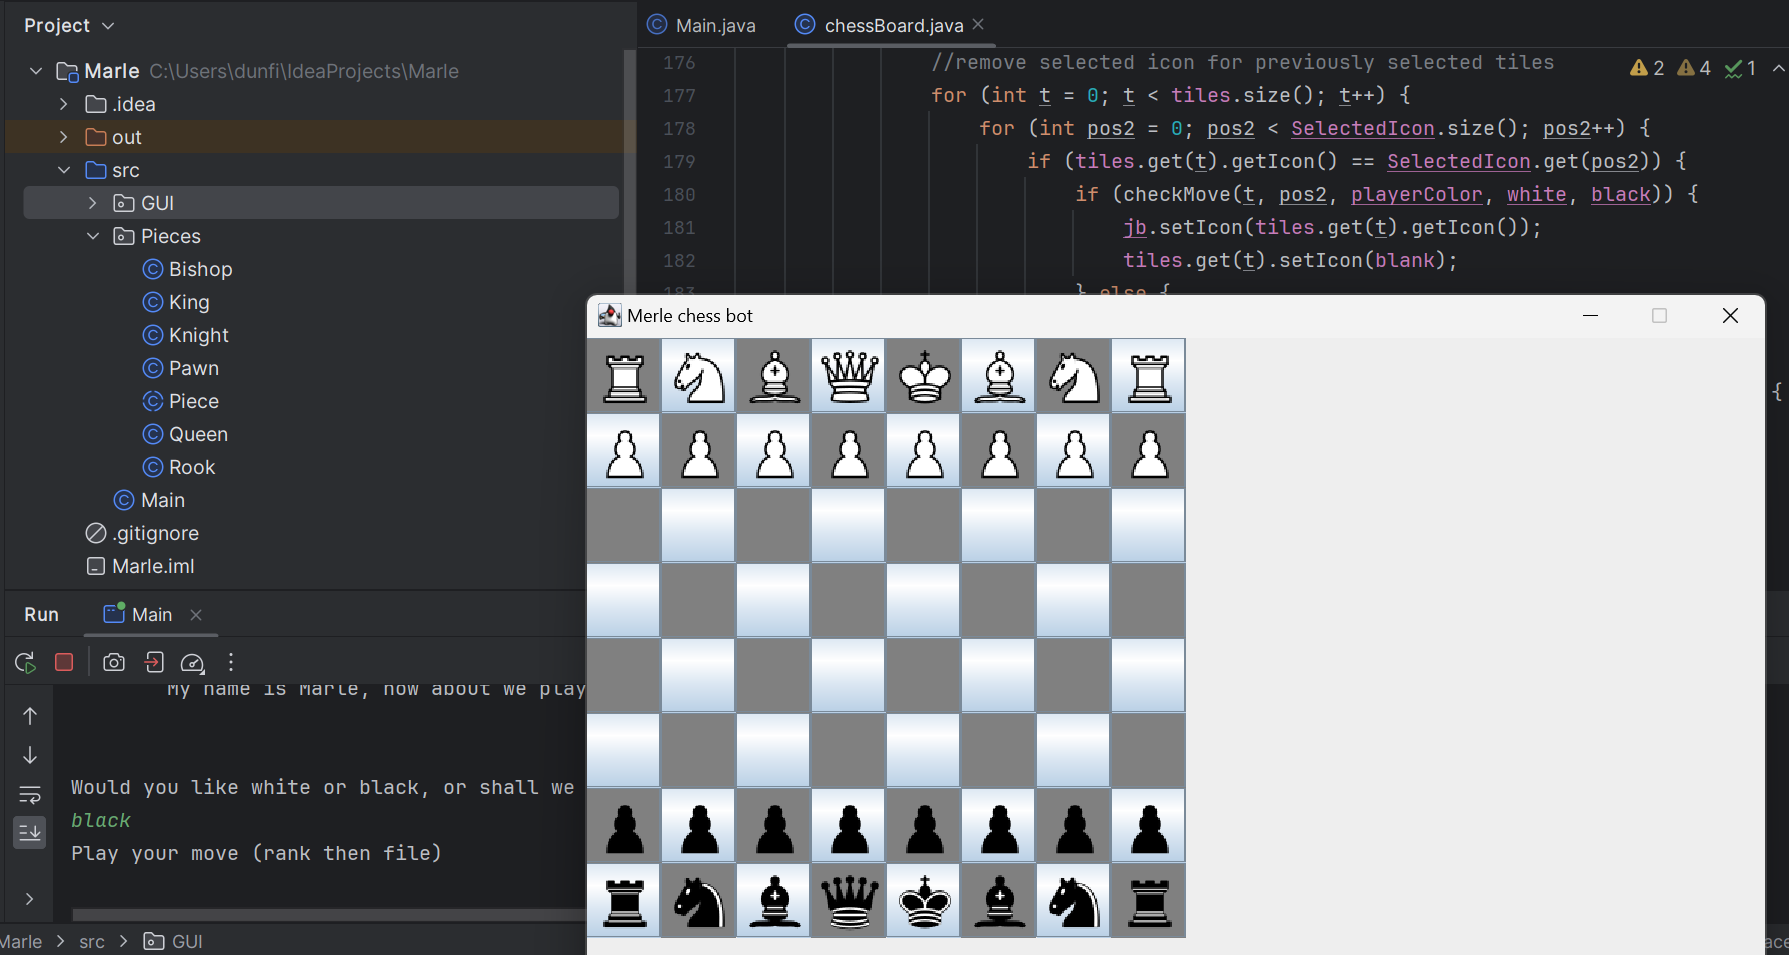 Project
Main.java
chessBoard.java
Marle C:\Users\dunfi\IdeaProjects\Marle
.idea
out
src
GUI
Pieces
Bishop
King
Knight
Pawn
Piece
Queen
Rook
Main
.gitignore
Marle.iml
2 4 1
176 //remove selected icon for previously selected tiles
177 for (int t = 0; t < tiles.size(); t++) {
178 for (int pos2 = 0; pos2 < SelectedIcon.size(); pos2++) {
179 if (tiles.get(t).getIcon() == SelectedIcon.get(pos2)) {
180 if (checkMove(t, pos2, playerColor, white, black)) {
181 jb.setIcon(tiles.get(t).getIcon());
182 tiles.get(t).setIcon(blank);
183 } else {
{
Merle chess bot
Run Main
My name is Marle, how about we play
Would you like white or black, or shall we
black
Play your move (rank then file)
Marle > src > GUI